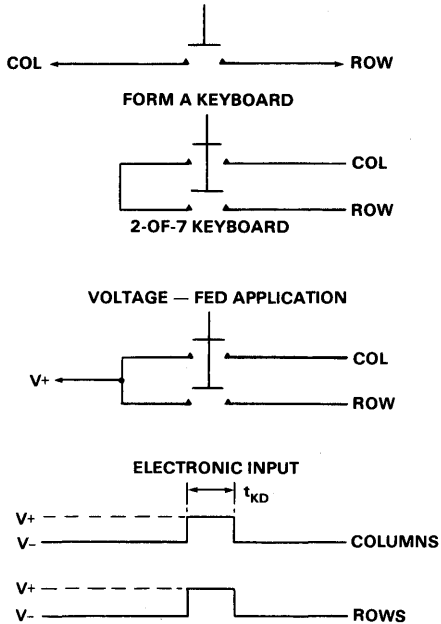 COL ROW
FORM A KEYBOARD
COL
ROW
2-OF-7 KEYBOARD
VOLTAGE — FED APPLICATION
COL
V+
ROW
ELECTRONIC INPUT
tKD
V+
V– COLUMNS
V+
V– ROWS